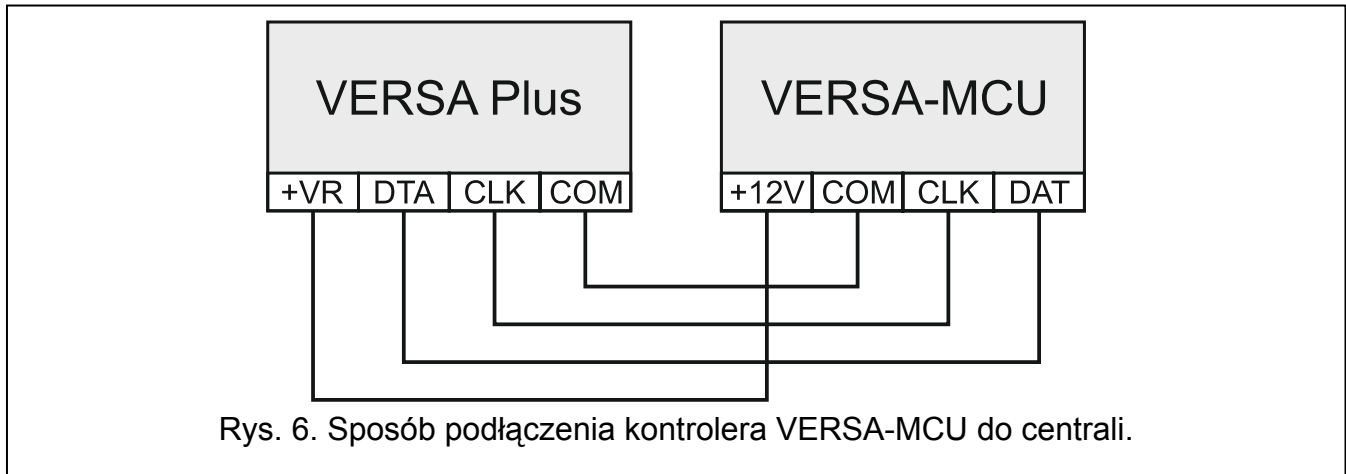 VERSA Plus VERSA-MCU
+VR DTA CLK COM +12V COM CLK DAT
Rys. 6. Sposób podłączenia kontrolera VERSA-MCU do centrali.